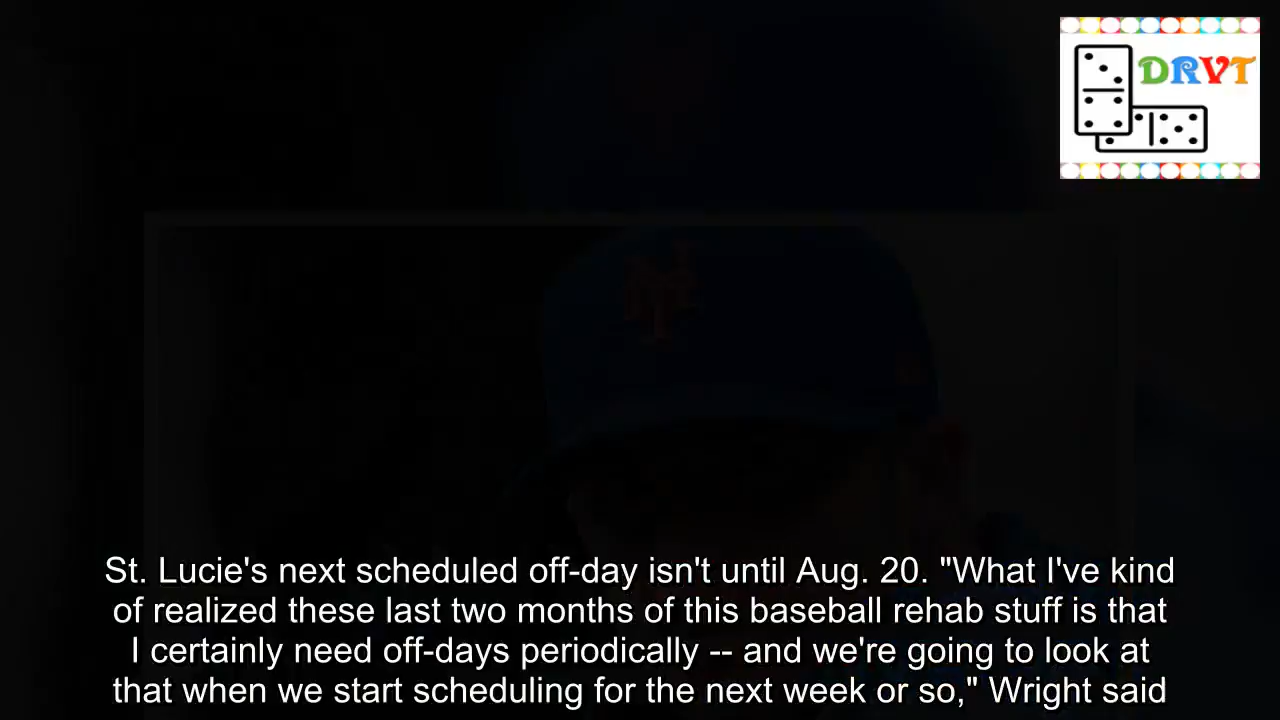 DRVT
St. Lucie's next scheduled off-day isn't until Aug. 20. "What I've kind
of realized these last two months of this baseball rehab stuff is that
I certainly need off-days periodically -- and we're going to look at
that when we start scheduling for the next week or so," Wright said